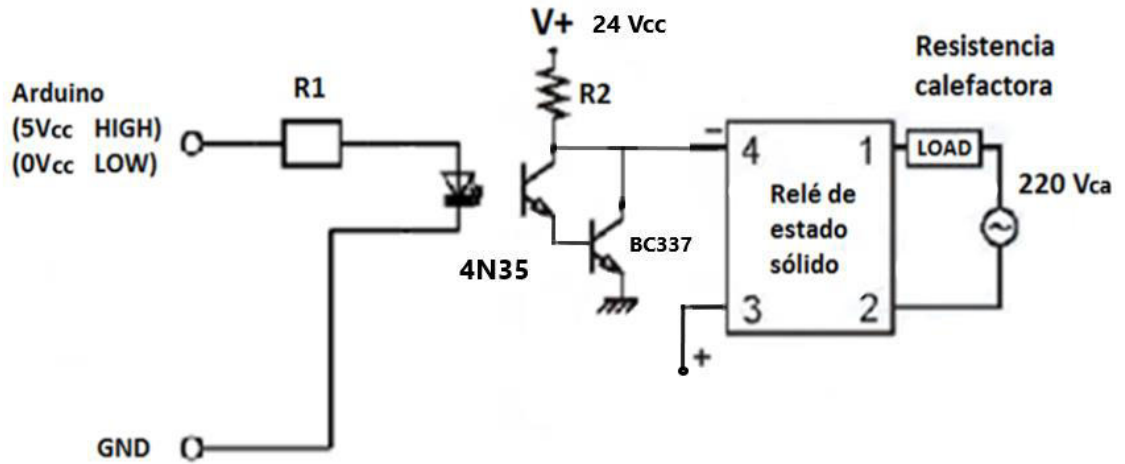 V+ 24 Vcc
R2
Arduino
(5Vcc HIGH)
(0Vcc LOW)
R1
4N35
BC337
GND
−
4
1
3
2
+
Relé de
estado
sólido
Resistencia
calefactora
LOAD
220 Vca